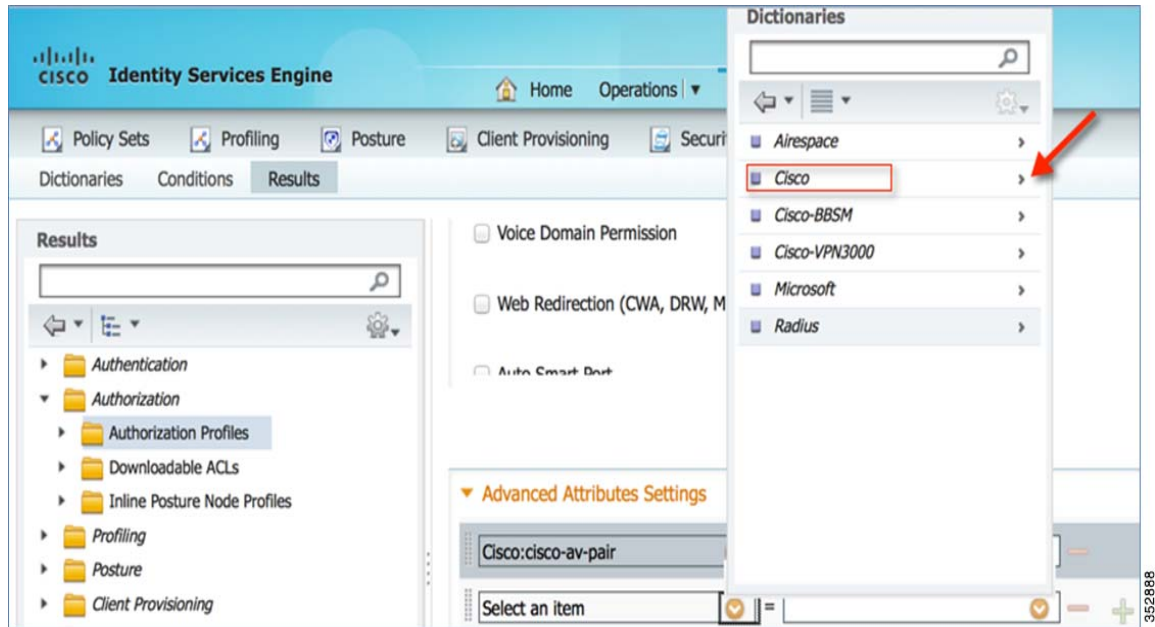 Dictionaries
CISCO Identity Services Engine
Home Operations
Policy Sets Profiling Posture Client Provisioning
Dictionaries Conditions Results
Airespace
Cisco
Cisco-BBSM
Cisco-VPN3000
Microsoft
Radius
Results
Authentication
Authorization
Authorization Profiles
Downloadable ACLs
Inline Posture Node Profiles
Profiling
Posture
Client Provisioning
Voice Domain Permission
Web Redirection (CWA, DRW, M
Auto Smart Port
Advanced Attributes Settings
Cisco:cisco-av-pair
Select an item =
352888